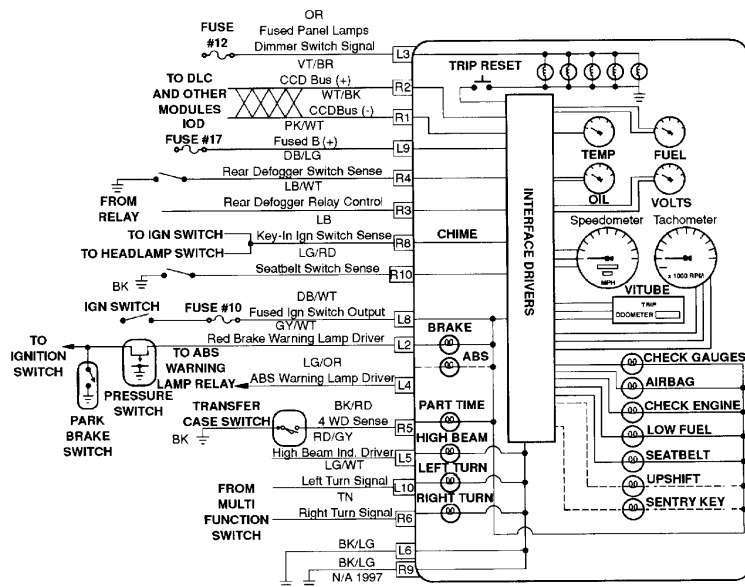 OR
FUSE
#12
Fused Panel Lamps
Dimmer Switch Signal
L3
VT/BR
TRIP RESET
TO DLC
AND OTHER
MODULES
IOD
CCD Bus (+)
R2
WT/BK
CCDBus (-)
R1
PK/WT
FUSE #17
Fused B (+)
L9
DB/LG
TEMP
FUEL
Rear Defogger Switch Sense
R4
LB/WT
FROM
RELAY
OIL
VOLTS
Rear Defogger Relay Control
R3
LB
INTERFACE DRIVERS
Speedometer
Tachometer
TO IGN SWITCH
Key-In Ign Switch Sense
R8
CHIME
TO HEADLAMP SWITCH
LG/RD
Seatbelt Switch Sense
R10
BK
MPH
x 1003 RPM
VITUBE
DB/WT
IGN SWITCH
FUSE #10
Fused Ign Switch Output
L8
TRIP
ODOMETER
GY/WT
TO
IGNITION
SWITCH
Red Brake Warning Lamp Driver
L2
BRAKE
TO ABS
WARNING
LAMP RELAY
LG/OR
ABS
CHECK GAUGES
ABS Warning Lamp Driver
L4
AIRBAG
PRESSURE
SWITCH
PARK
BRAKE
SWITCH
TRANSFER
CASE SWITCH
BK/RD
PART TIME
CHECK ENGINE
4 WD Sense
R5
BK
RD/GY
HIGH BEAM
LOW FUEL
High Beam Ind. Driver
L5
LG/WT
LEFT TURN
SEATBELT
FROM
MULTI
FUNCTION
SWITCH
Left Turn Signal
L10
UPSHIFT
TN
RIGHT TURN
SENTRY KEY
Right Turn Signal
R6
BK/LG
L6
BK/LG
R9
N/A 1997